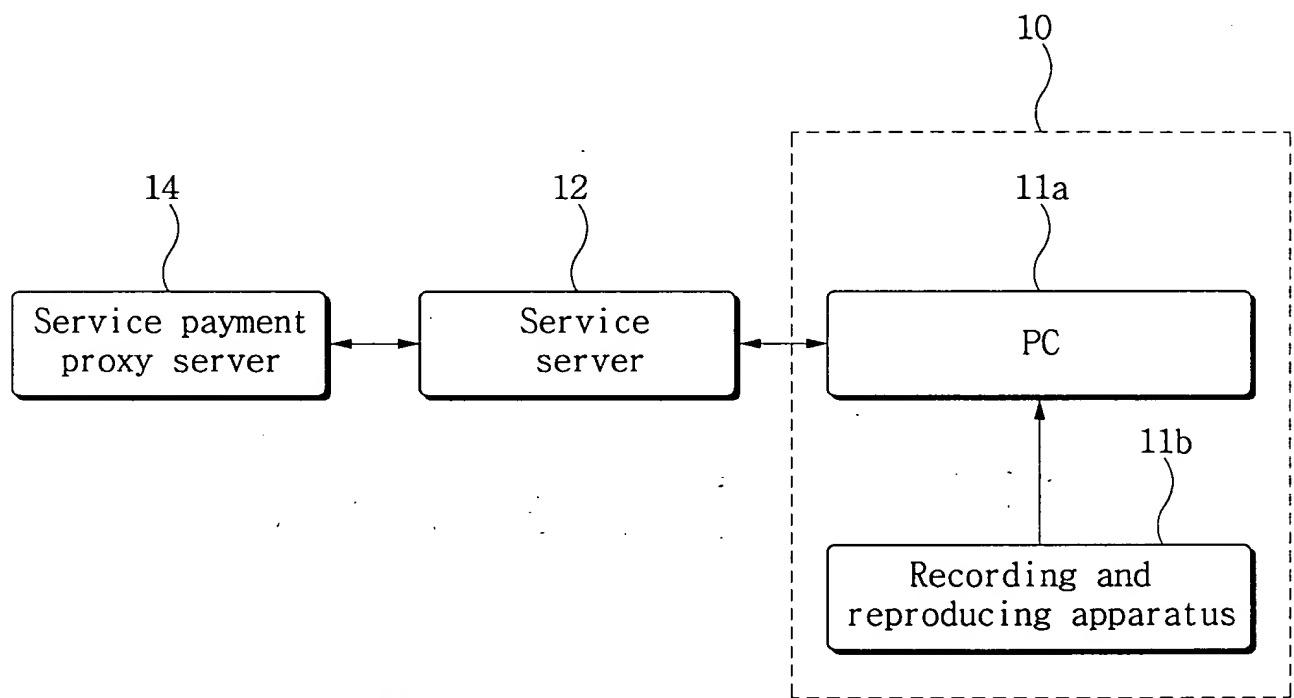 10
14
12
11a
Service payment
proxy server
Service
server
PC
11b
Recording and
reproducing apparatus